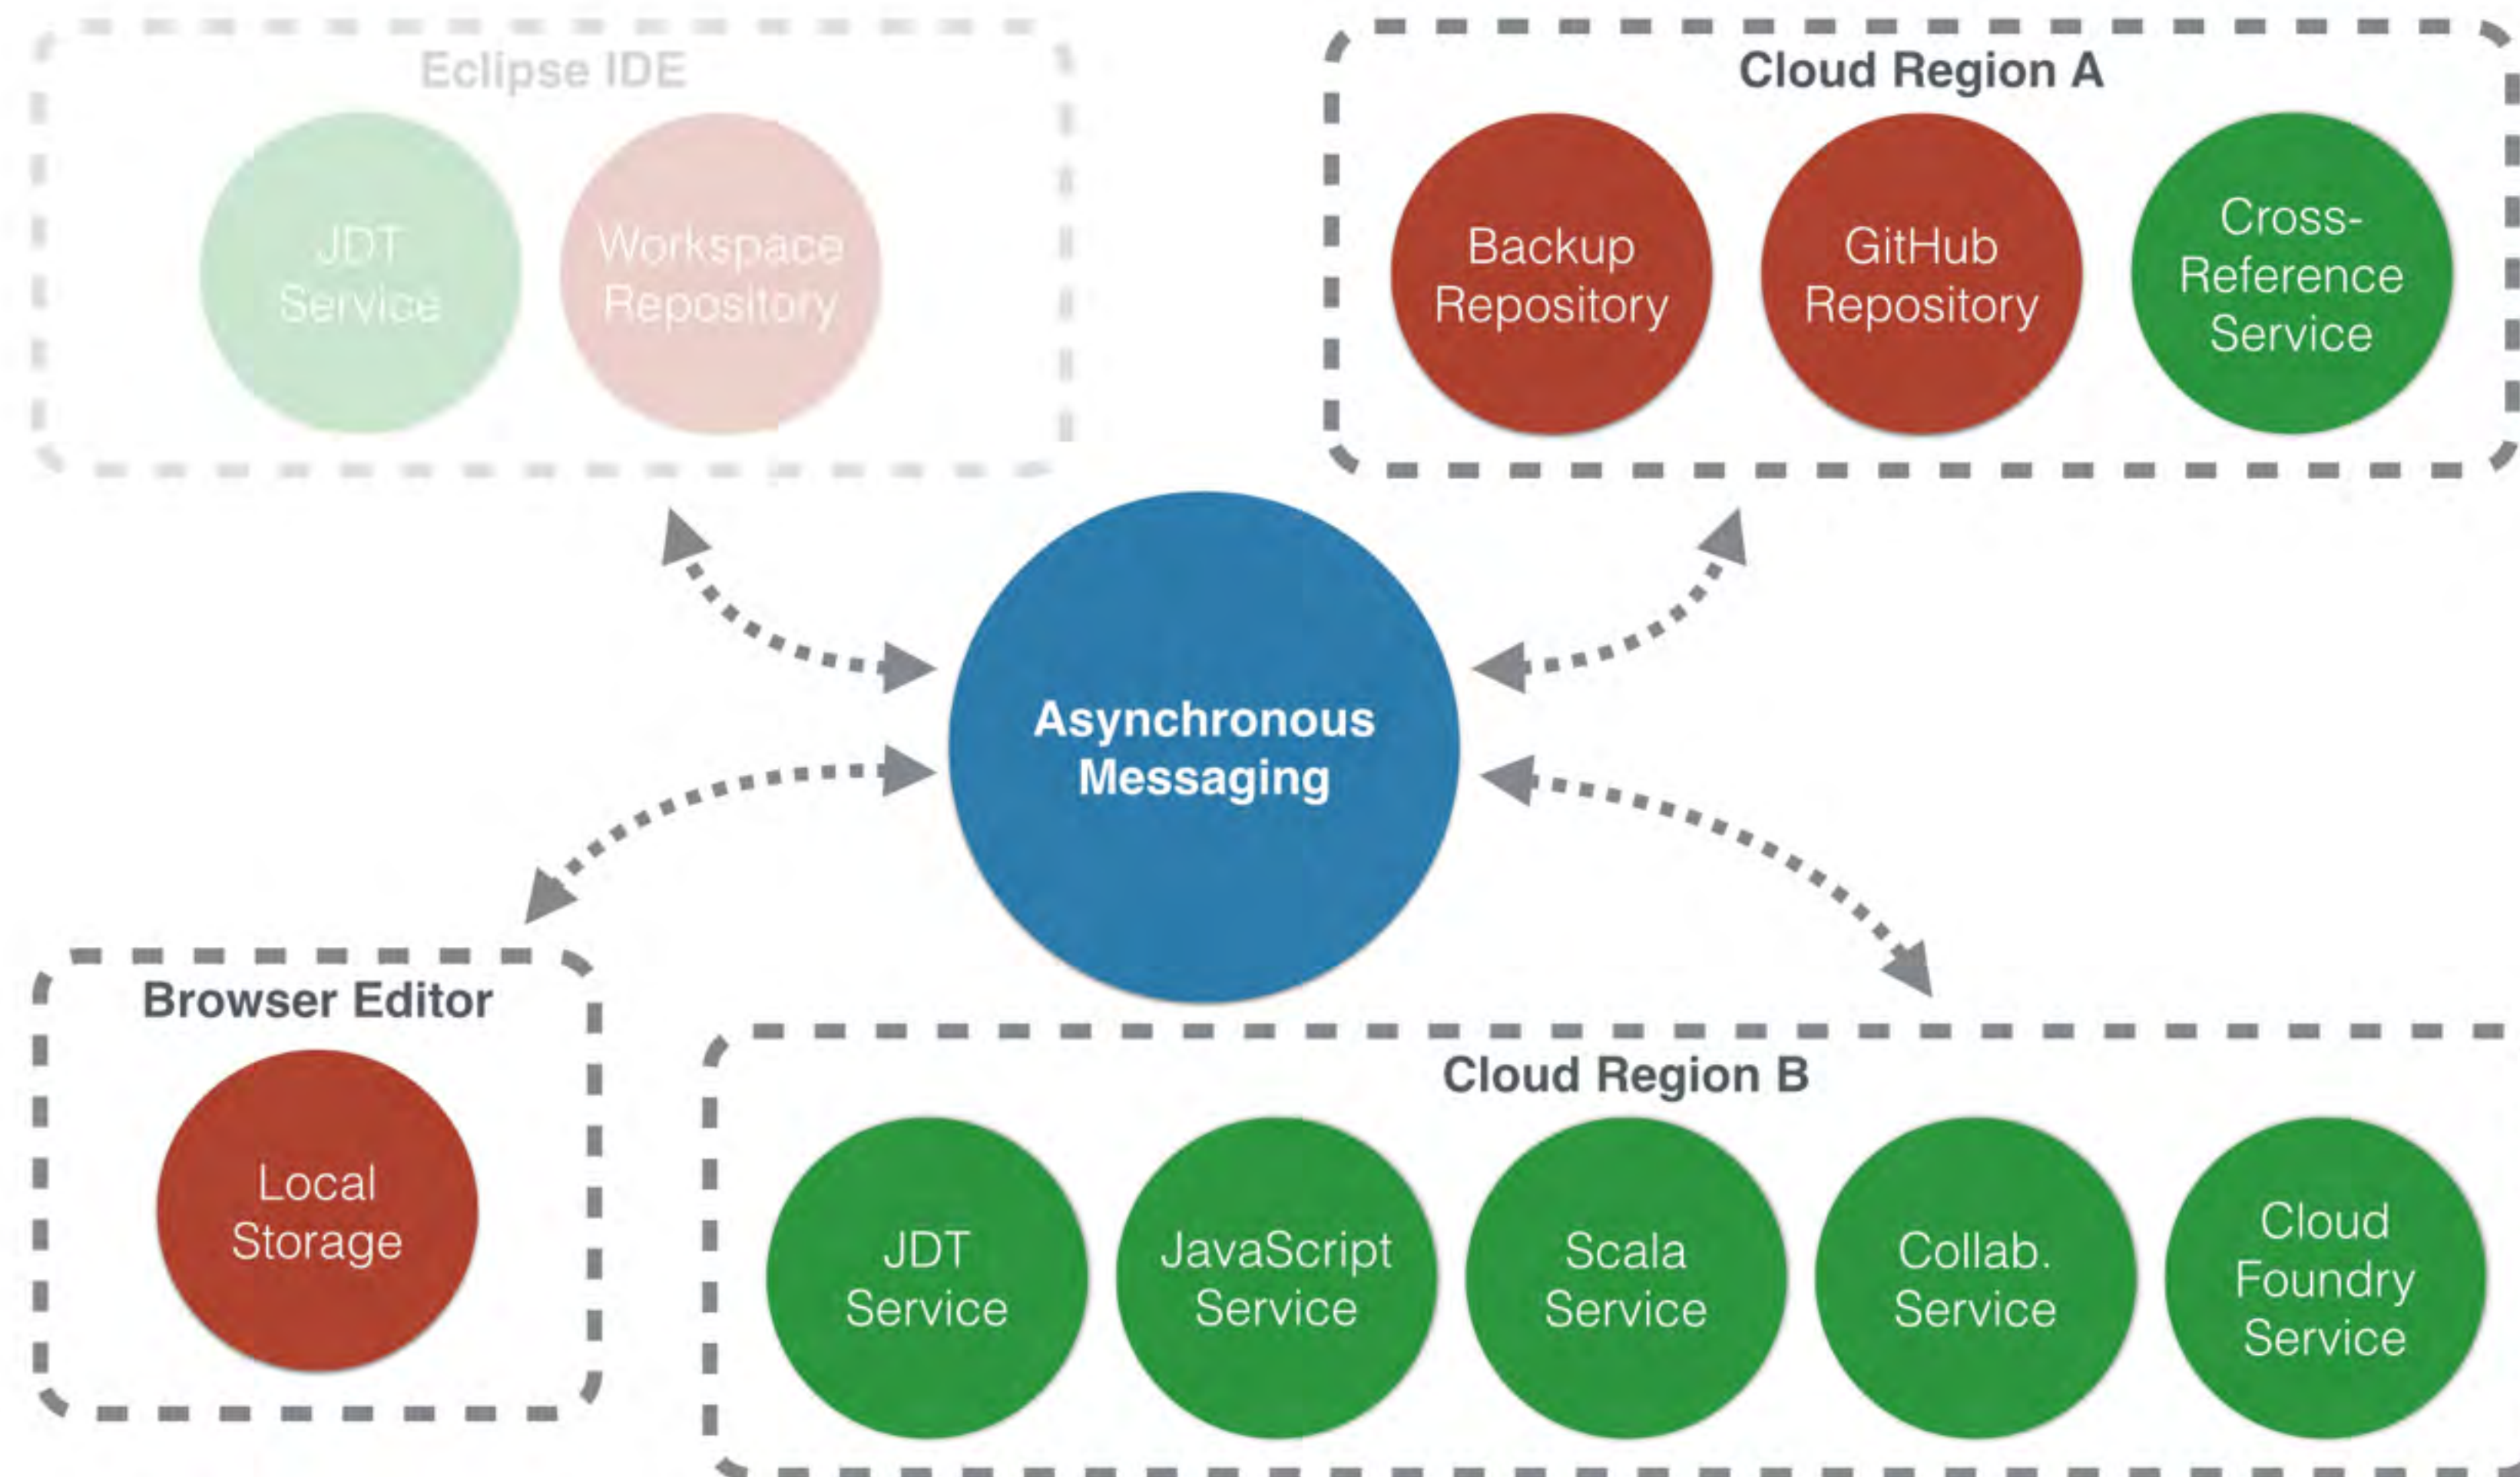 Eclipse IDE
JDT
Service
Workspace
Repository
Cloud Region A
Backup
Repository
GitHub
Repository
Cross-
Reference
Service
Asynchronous
Messaging
Browser Editor
Local
Storage
Cloud Region B
JDT
Service
JavaScript
Service
Scala
Service
Collab.
Service
Cloud
Foundry
Service